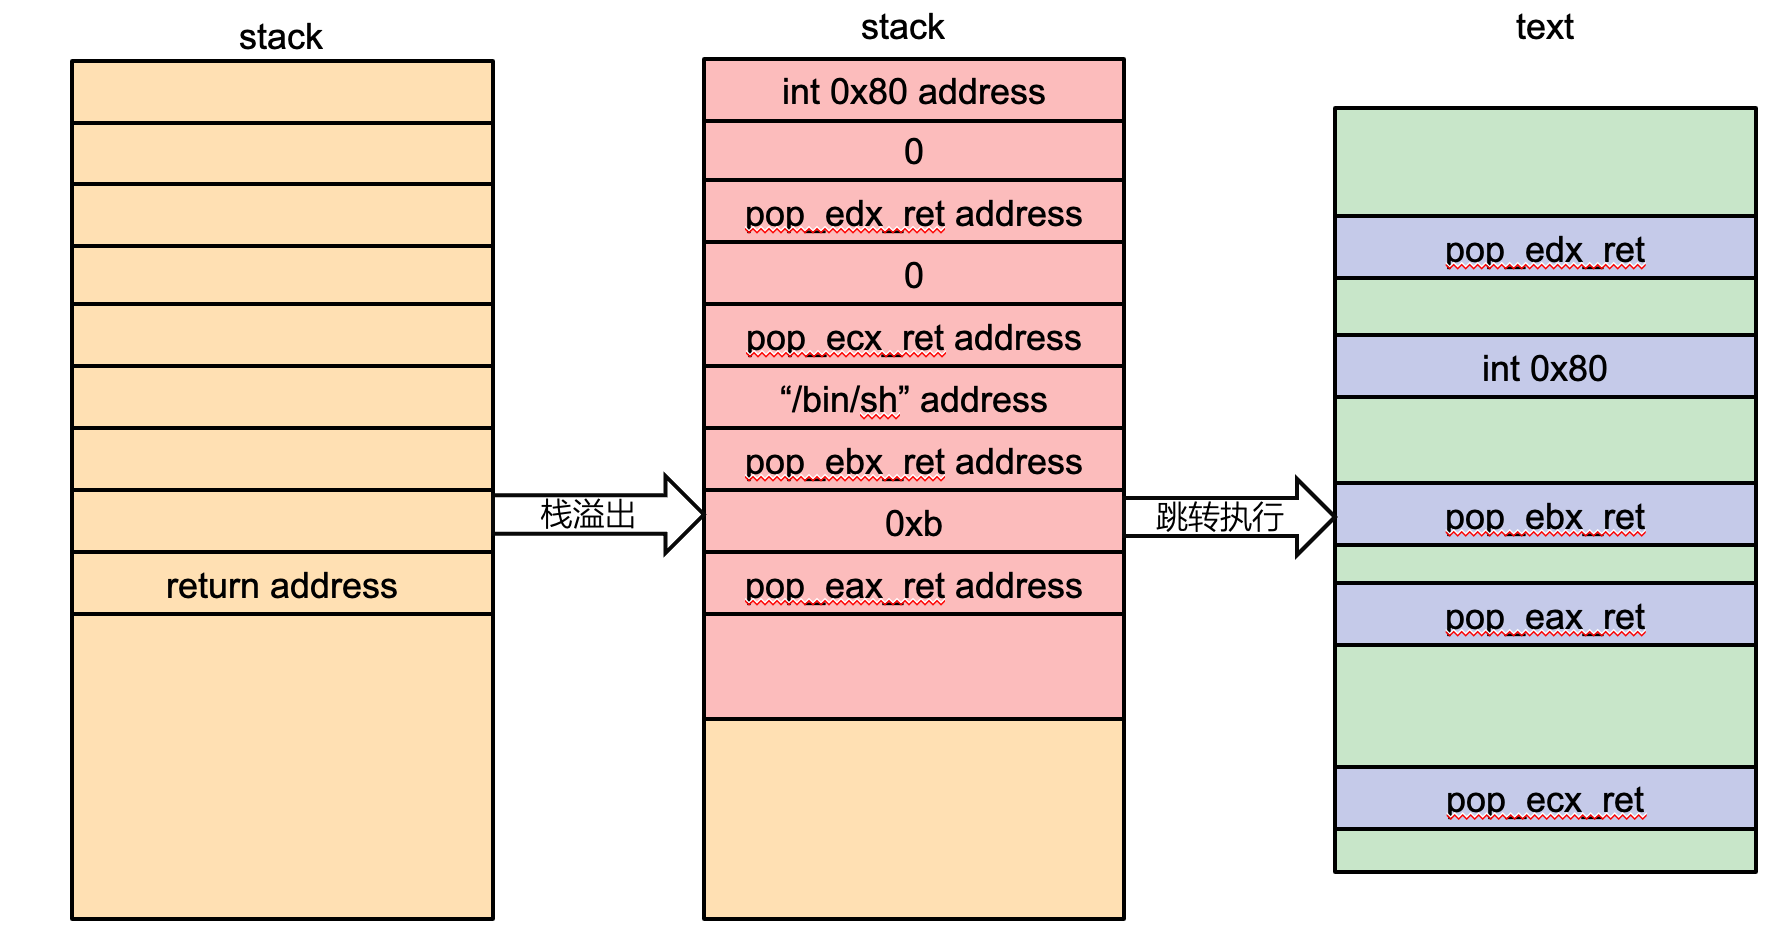 stack
return address
栈溢出
stack
int 0x80 address
0
pop_edx_ret address
0
pop_ecx_ret address
“/bin/sh” address
pop_ebx_ret address
0xb
pop_eax_ret address
跳转执行
text
pop_edx_ret
int 0x80
pop_ebx_ret
pop_eax_ret
pop_ecx_ret